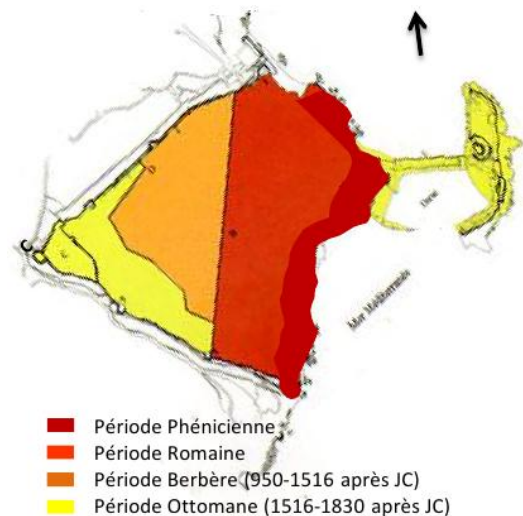 Mer Méditerranée
Période Phénicienne
Période Romaine
Période Berbère (950-1516 après JC)
Période Ottomane (1516-1830 après JC)